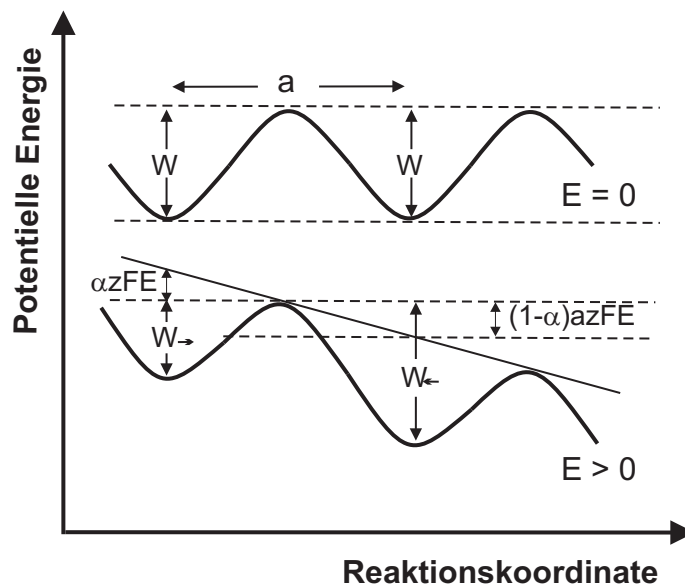 Potentielle Energie
a
W
W
E = 0
αzFE
(1-α)azFE
W→
W←
E > 0
Reaktionskoordinate